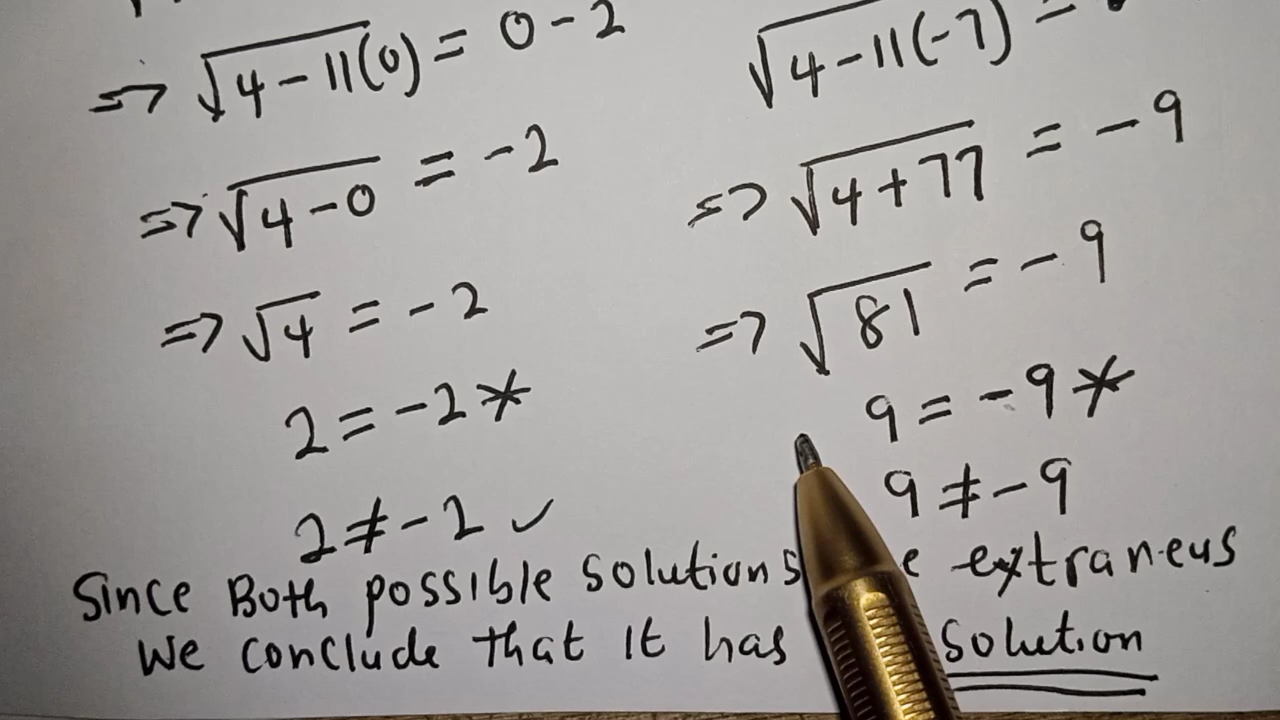 => √4-11(0) = 0-2
=> √4-0 = -2
=> √4 = -2
2 = -2*
2 ≠ -2 ✓
√4-11(-7) =
=> √4+77 = -9
=> √81 = -9
9 = -9*
9 ≠ -9
Since Both possible solutions extraneus
We conclude that it has solution